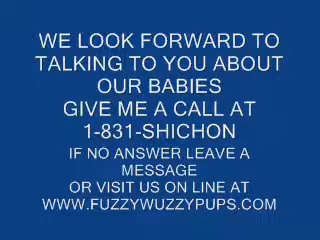 WE LOOK FORWARD TO
TALKING TO YOU ABOUT
OUR BABIES
GIVE ME A CALL AT
1-831-SHICHON
IF NO ANSWER LEAVE A
MESSAGE
OR VISIT US ON LINE AT
WWW.FUZZYWUZZYPUPS.COM